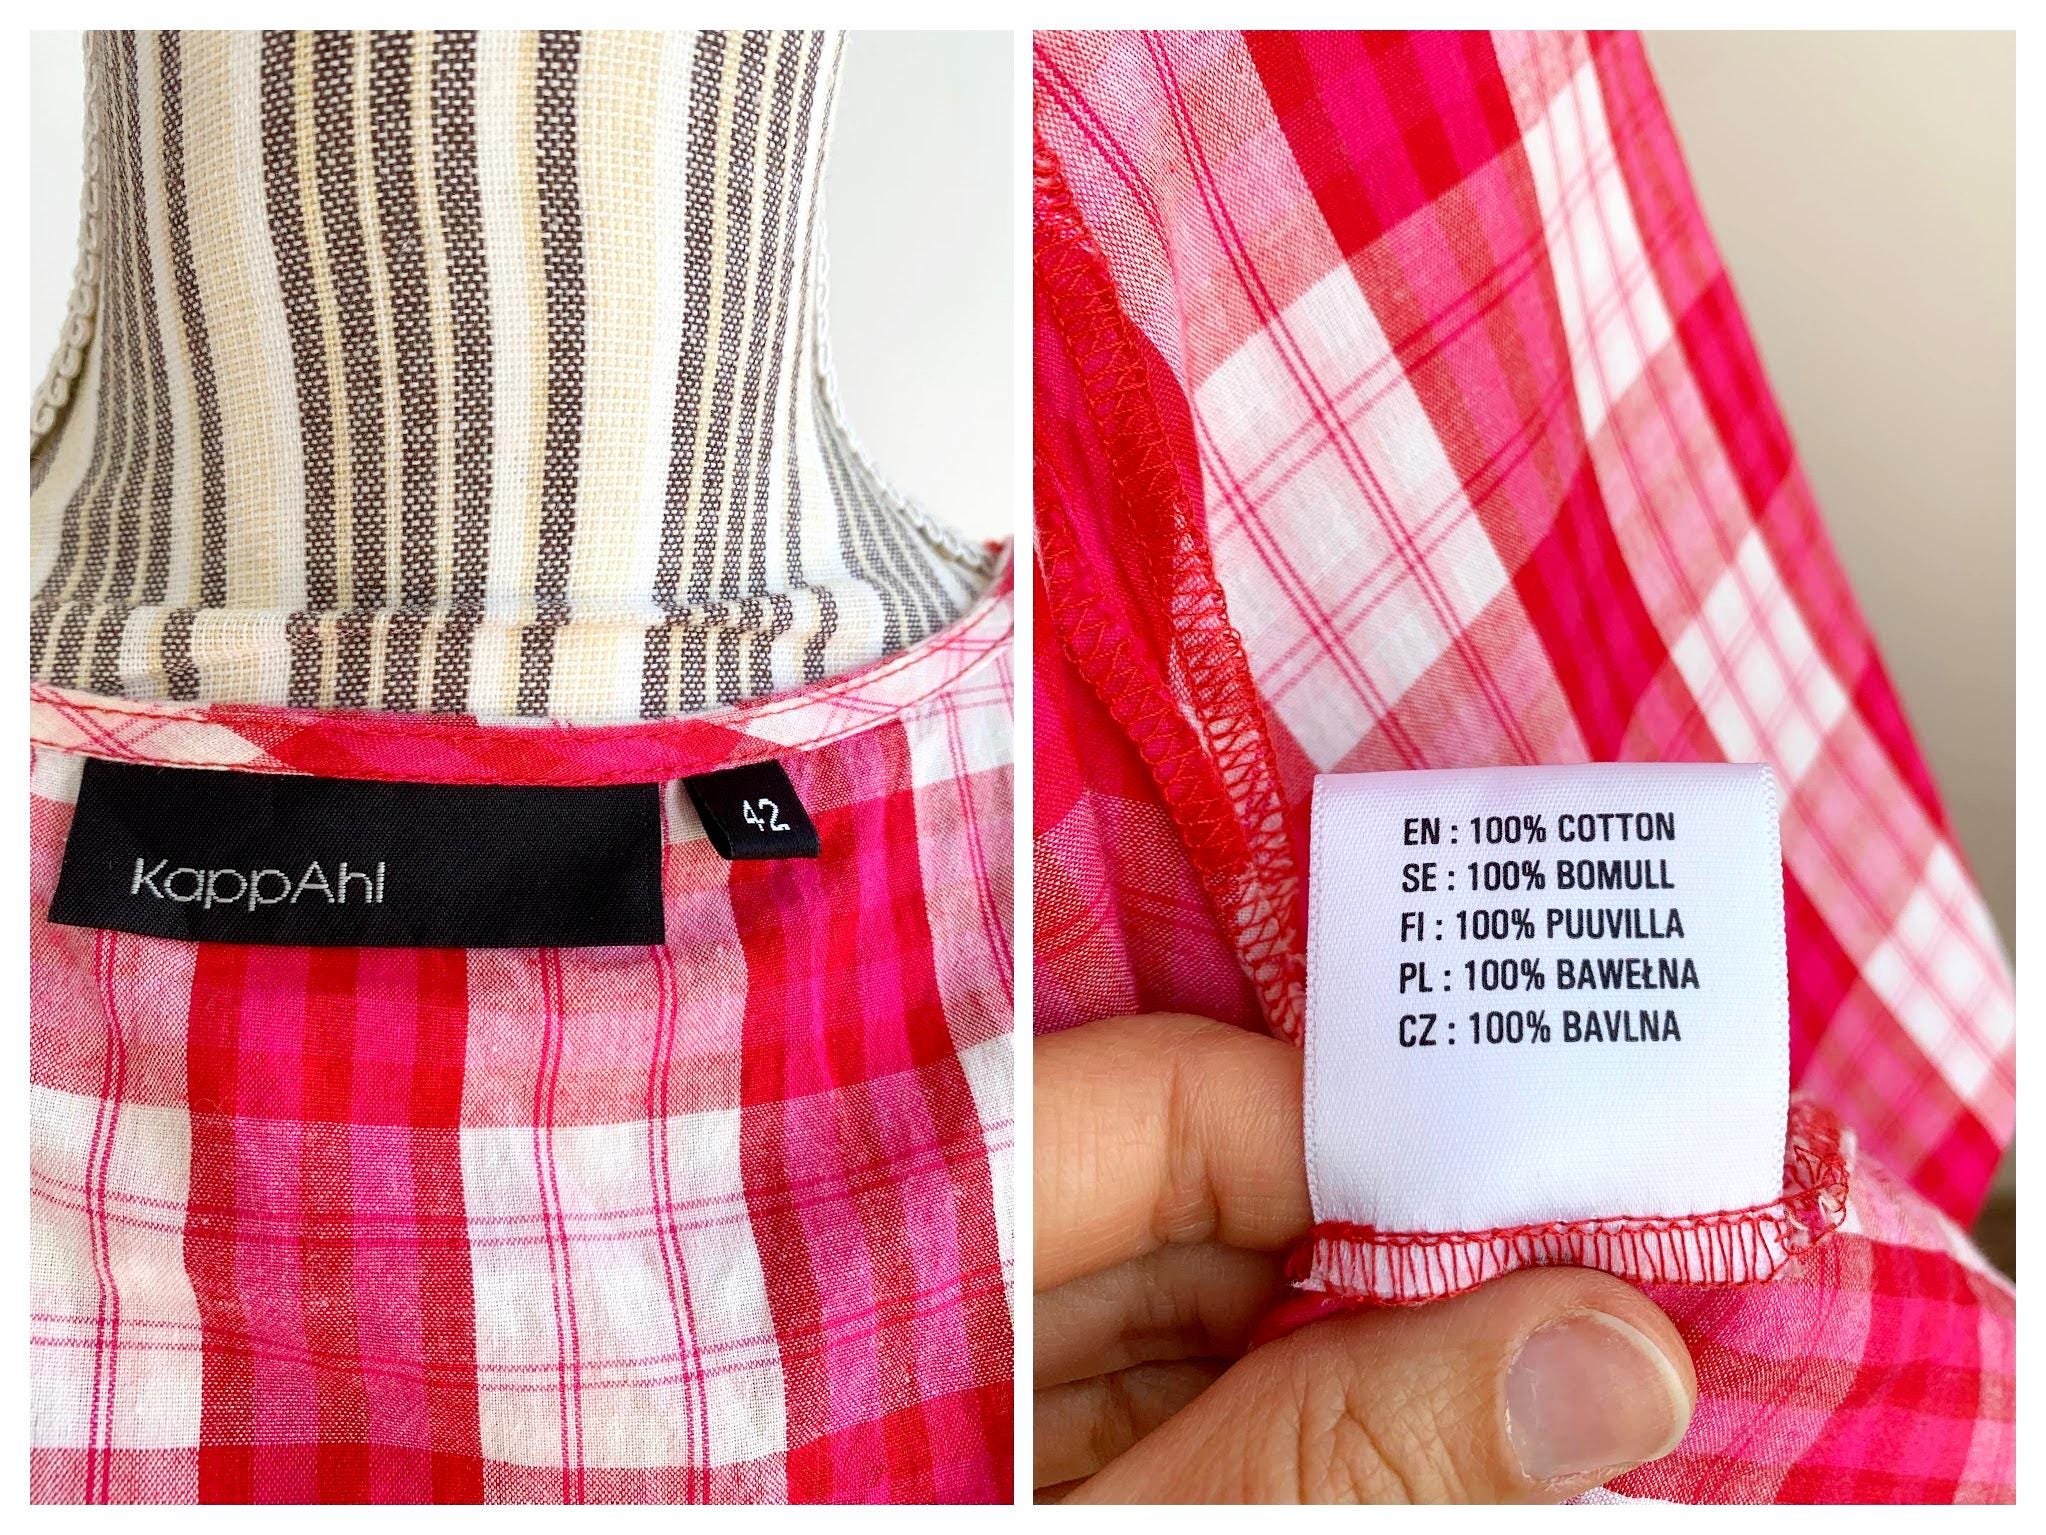 KappAhl
42
EN : 100% COTTON
SE : 100% BOMULL
FI : 100% PUUVILLA
PL : 100% BAWEŁNA
CZ : 100% BAVLNA